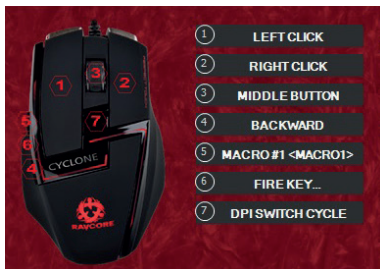 1 LEFT CLICK
2 RIGHT CLICK
3 MIDDLE BUTTON
4 BACKWARD
5 MACRO #1 <MACRO1>
6 FIRE KEY...
7 DPI SWITCH CYCLE
1
3
2
7
5
6
4
CYCLONE
RAVCORE